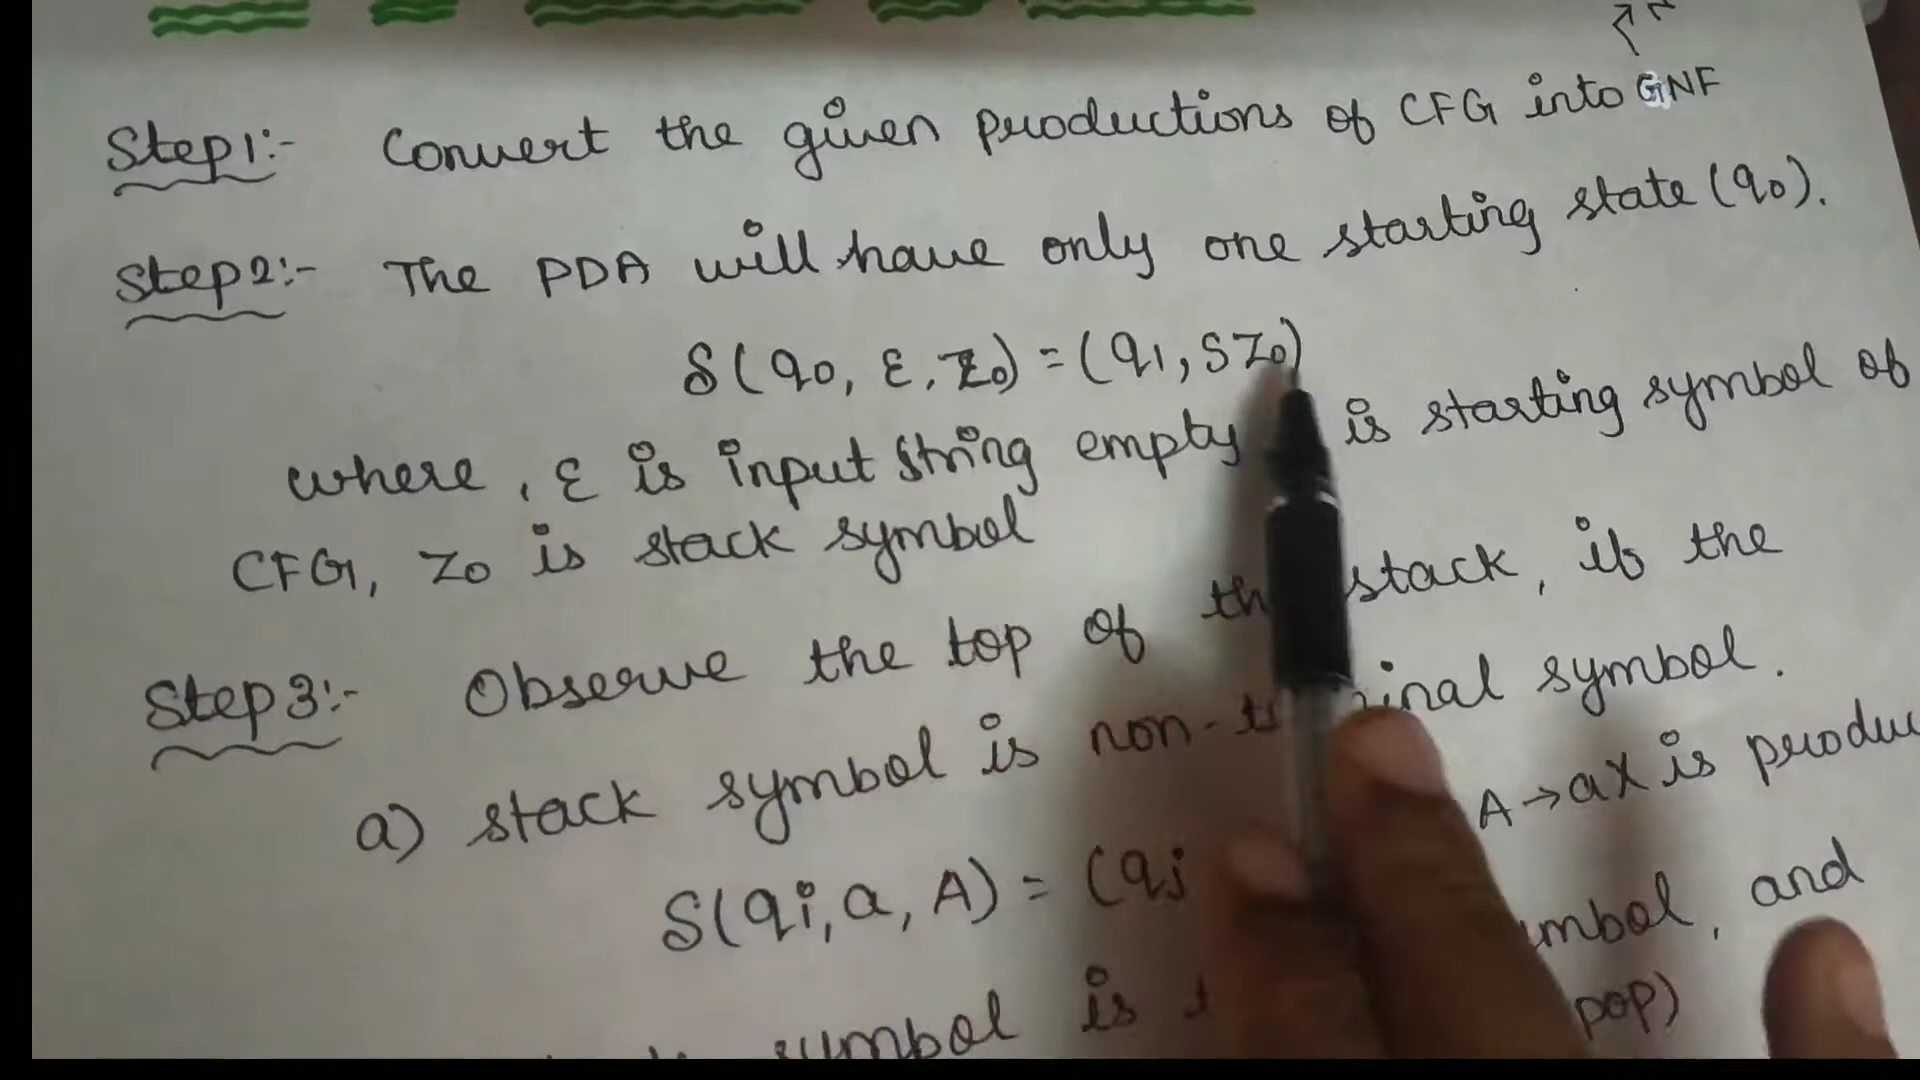 Step1:- Convert the given productions of CFG into GNF
Step2:- The PDA will have only one starting state (q0).
δ(q0, ε, Z0) = (q1, SZ0)
where, ε is input string empty is starting symbol of
CFG, Z0 is stack symbol
Step3:- Observe the top of the stack, if the
a) stack symbol is non-terminal symbol.
δ(qi, a, A) = (qj A→aX is
symbol is and
pop)